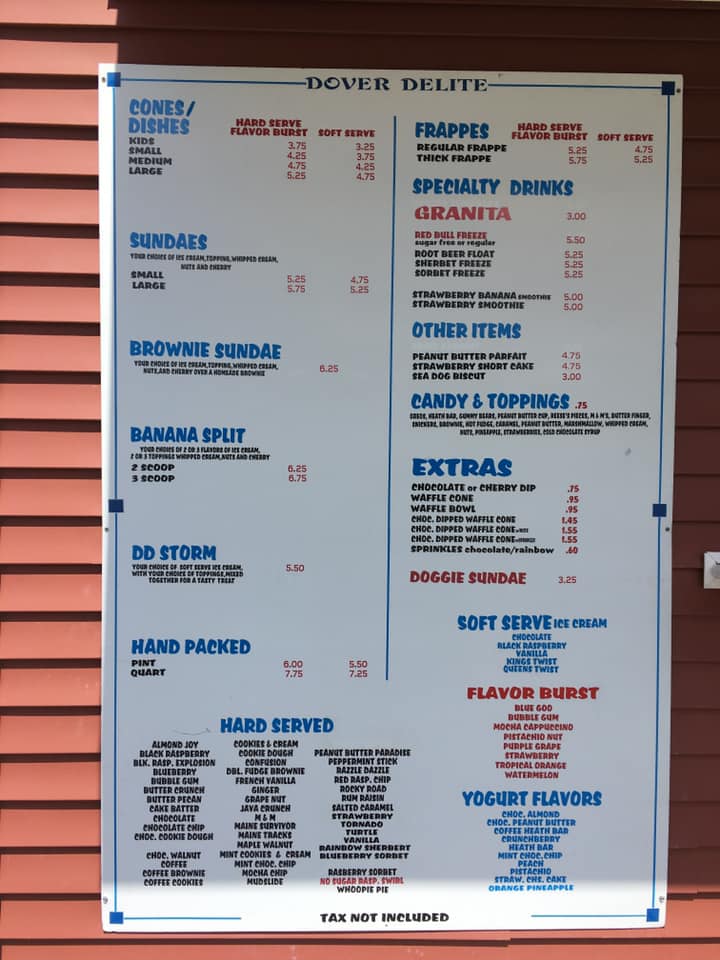 DOVER DELITE
CONES/
DISHES
HARD SERVE
FLAVOR BURST SOFT SERVE
KIDS 3.75 3.25
SMALL 4.25 3.75
MEDIUM 4.75 4.25
LARGE 5.25 4.75
SUNDAES
YOUR CHOICE OF ICE CREAM,TOPPING,WHIPPED CREAM,
NUTS AND CHERRY
SMALL 5.25 4.75
LARGE 5.75 5.25
BROWNIE SUNDAE
YOUR CHOICE OF ICE CREAM,TOPPING,WHIPPED CREAM,
NUTS,AND CHERRY OVER A HOMEADE BROWNIE
6.25
BANANA SPLIT
YOUR CHOICE OF 2 OR 3 FLAVORS OF ICE CREAM,
2 OR 3 TOPPINGS WHIPPED CREAM,NUTS AND CHERRY
2 SCOOP 6.25
3 SCOOP 6.75
DD STORM
YOUR CHOICE OF SOFT SERVE ICE CREAM,
WITH YOUR CHOICE OF TOPPINGS,MIXED
TOGETHER FOR A TASTY TREAT
5.50
HAND PACKED
PINT 6.00 5.50
QUART 7.75 7.25
FRAPPES
HARD SERVE
FLAVOR BURST SOFT SERVE
REGULAR FRAPPE 5.25 4.75
THICK FRAPPE 5.75 5.25
SPECIALTY DRINKS
GRANITA 3.00
RED BULL FREEZE
sugar free or regular 5.50
ROOT BEER FLOAT 5.25
SHERBET FREEZE 5.25
SORBET FREEZE 5.25
STRAWBERRY BANANA SMOOTHIE 5.00
STRAWBERRY SMOOTHIE 5.00
OTHER ITEMS
PEANUT BUTTER PARFAIT 4.75
STRAWBERRY SHORT CAKE 4.75
SEA DOG BISCUT 3.00
CANDY & TOPPINGS .75
OREOS, HEATH BAR, GUMMY BEARS, PEANUT BUTTER CUP, REESE'S PIECES, M & M'S, BUTTER FINGER,
SNICKERS, BROWNIE, HOT FUDGE, CARAMEL, PEANUT BUTTER, MARSHMALLOW, WHIPPED CREAM,
NUTS, PINEAPPLE, STRAWBERRIES, COLD CHOCOLATE SYRUP
EXTRAS
CHOCOLATE or CHERRY DIP .75
WAFFLE CONE .95
WAFFLE BOWL .95
CHOC. DIPPED WAFFLE CONE 1.45
CHOC. DIPPED WAFFLE CONE 1.55
CHOC. DIPPED WAFFLE CONE 1.55
SPRINKLES chocolate/rainbow .60
DOGGIE SUNDAE 3.25
SOFT SERVE ICE CREAM
CHOCOLATE
BLACK RASPBERRY
VANILLA
KINGS TWIST
QUEENS TWIST
FLAVOR BURST
BLUE GOO
BUBBLE GUM
MOCHA CAPPUCINO
PISTACHIO NUT
PURPLE GRAPE
STRAWBERRY
TROPICAL ORANGE
WATERMELON
YOGURT FLAVORS
CHOC. ALMOND
CHOC. PEANUT BUTTER
COFFEE HEATH BAR
CRUNCHBERRY
HEATH BAR
MINT CHOC. CHIP
PEACH
PISTACHIO
STRAW. CHS. CAKE
ORANGE PINEAPPLE
HARD SERVED
ALMOND JOY
BLACK RASPBERRY
BLK. RASP. EXPLOSION
BLUEBERRY
BUBBLE GUM
BUTTER CRUNCH
BUTTER PECAN
CAKE BATTER
CHOCOLATE
CHOCOLATE CHIP
CHOC. COOKIE DOUGH
CHOC. WALNUT
COFFEE
COFFEE BROWNIE
COFFEE COOKIES
COOKIES & CREAM
COOKIE DOUGH
CONFUSION
DBL. FUDGE BROWNIE
FRENCH VANILLA
GINGER
GRAPE NUT
JAVA CRUNCH
M & M
MAINE SURVIVOR
MAINE TRACKS
MAPLE WALNUT
MINT COOKIES & CREAM
MINT CHOC. CHIP
MOCHA CHIP
MUDSLIDE
PEANUT BUTTER PARADISE
PEPPERMINT STICK
RAZZLE DAZZLE
RED RASP. CHIP
ROCKY ROAD
RUM RAISIN
SALTED CARAMEL
STRAWBERRY
TORNADO
TURTLE
VANILLA
RAINBOW SHERBERT
BLUEBERRY SORBET
RASBERRY SORBET
NO SUGAR RASP. SWIRL
WHOOPIE PIE
TAX NOT INCLUDED